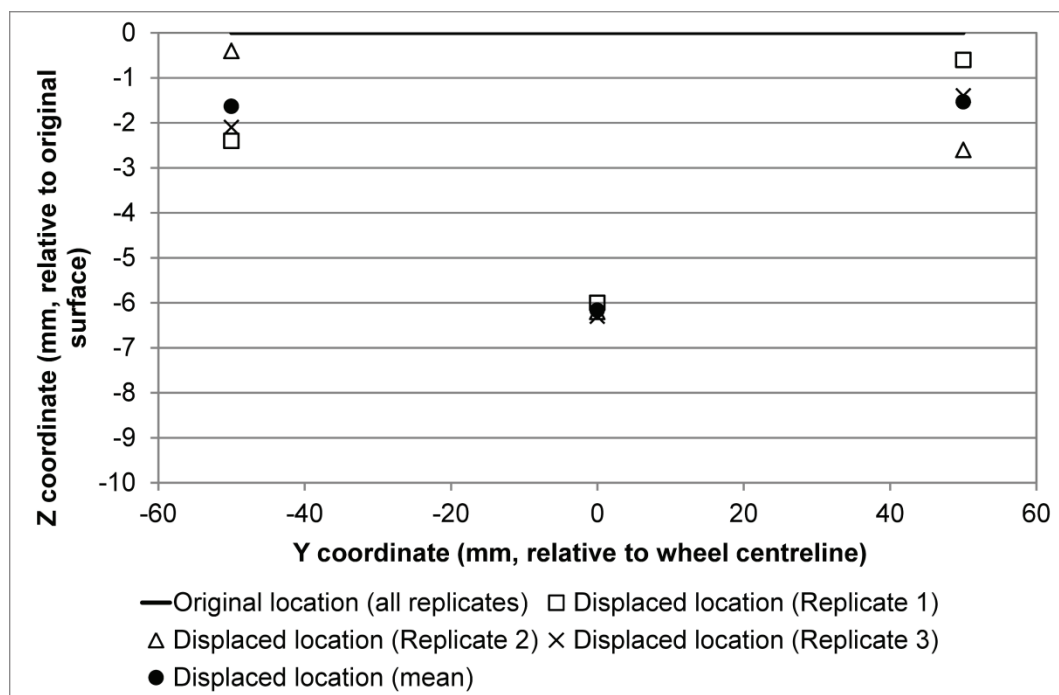 0
-1
-2
-3
-4
-5
-6
-7
-8
-9
-10
Z coordinate (mm, relative to original
surface)
-60 -40 -20 0 20 40 60
Y coordinate (mm, relative to wheel centreline)
Original location (all replicates) Displaced location (Replicate 1)
Displaced location (Replicate 2) Displaced location (Replicate 3)
Displaced location (mean)